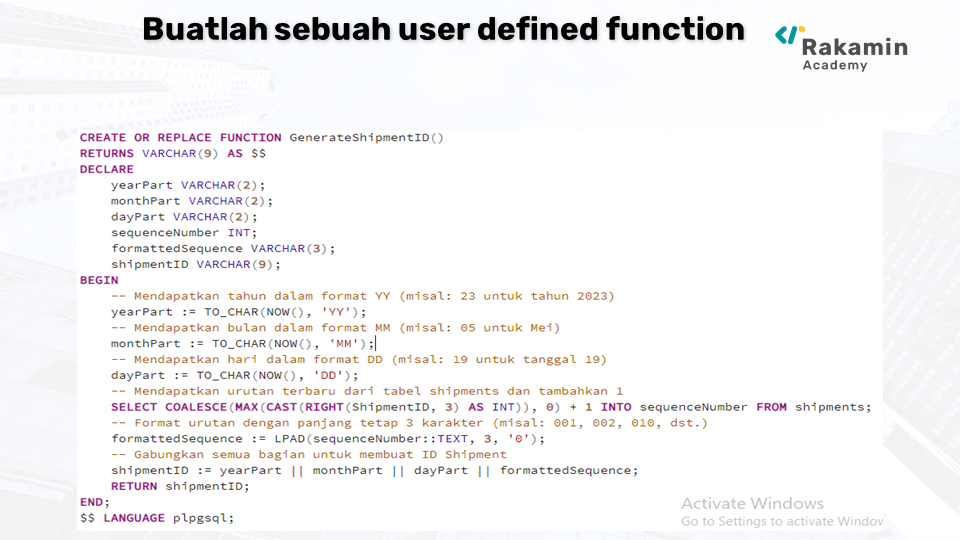 Buatlah sebuah user defined function
Rakamin
Academy
CREATE OR REPLACE FUNCTION GenerateShipmentID()
RETURNS VARCHAR(9) AS $$
DECLARE
    yearPart VARCHAR(2);
    monthPart VARCHAR(2);
    dayPart VARCHAR(2);
    sequenceNumber INT;
    formattedSequence VARCHAR(3);
    shipmentID VARCHAR(9);
BEGIN
    -- Mendapatkan tahun dalam format YY (misal: 23 untuk tahun 2023)
    yearPart := TO_CHAR(NOW(), 'YY');
    -- Mendapatkan bulan dalam format MM (misal: 05 untuk Mei)
    monthPart := TO_CHAR(NOW(), 'MM');
    -- Mendapatkan hari dalam format DD (misal: 19 untuk tanggal 19)
    dayPart := TO_CHAR(NOW(), 'DD');
    -- Mendapatkan urutan terbaru dari tabel shipments dan tambahkan 1
    SELECT COALESCE(MAX(CAST(RIGHT(ShipmentID, 3) AS INT)), 0) + 1 INTO sequenceNumber FROM shipments;
    -- Format urutan dengan panjang tetap 3 karakter (misal: 001, 002, 010, dst.)
    formattedSequence := LPAD(sequenceNumber::TEXT, 3, '0');
    -- Gabungkan semua bagian untuk membuat ID Shipment
    shipmentID := yearPart || monthPart || dayPart || formattedSequence;
    RETURN shipmentID;
END;
$$ LANGUAGE plpgsql;
Activate Windows
Go to Settings to activate Windov